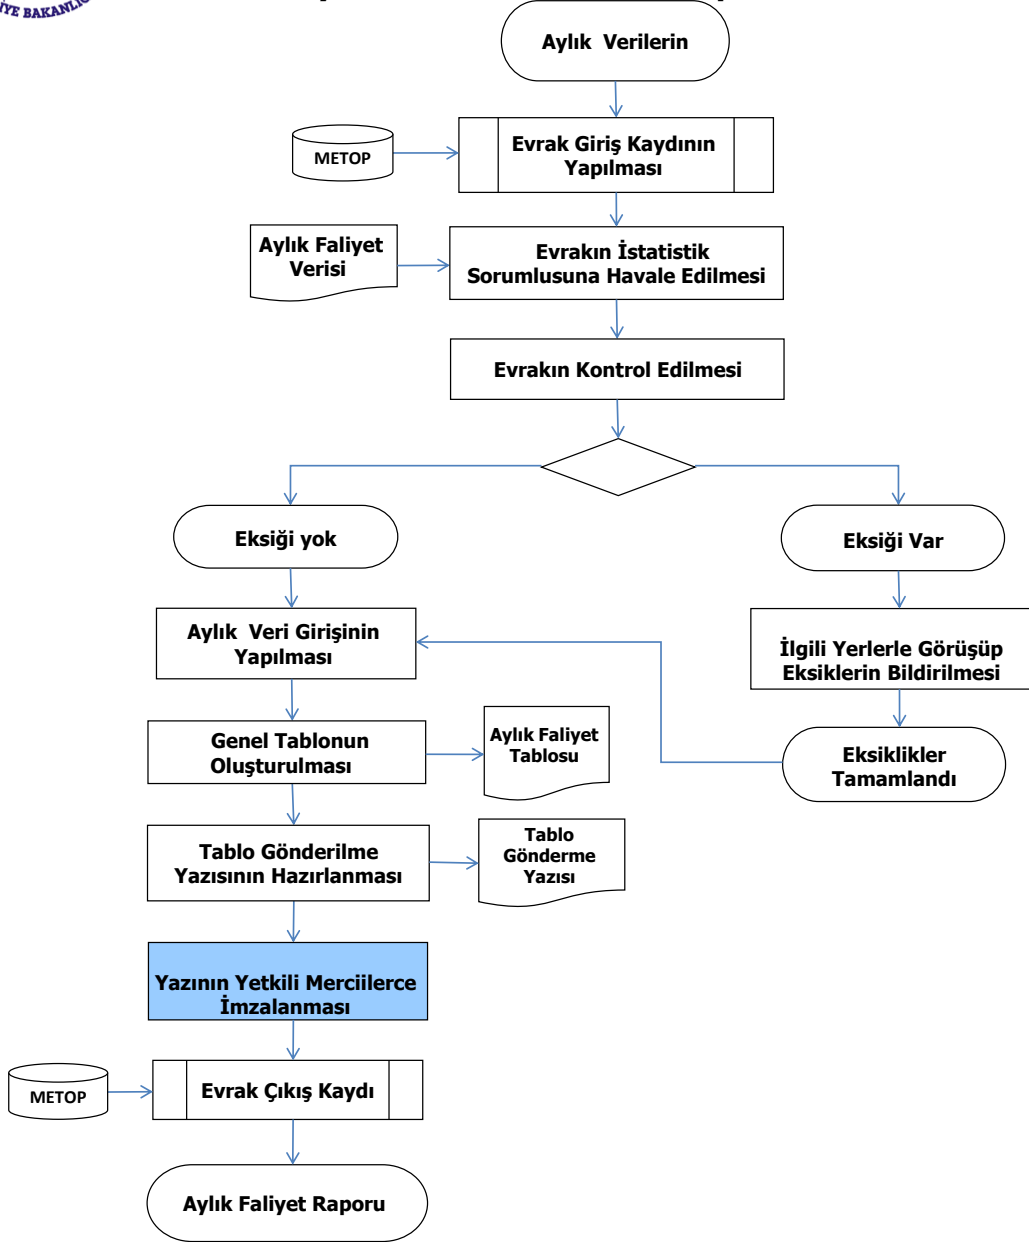 İYE BAKANLIĞ
Aylık  Verilerin
METOP
Evrak Giriş Kaydının
Yapılması
Aylık Faliyet
Verisi
Evrakın İstatistik
Sorumlusuna Havale Edilmesi
Evrakın Kontrol Edilmesi
Eksiği yok
Eksiği Var
Aylık  Veri Girişinin
Yapılması
İlgili Yerlerle Görüşüp
Eksiklerin Bildirilmesi
Genel Tablonun
Oluşturulması
Aylık Faliyet
Tablosu
Eksiklikler
Tamamlandı
Tablo Gönderilme
Yazısının Hazırlanması
Tablo
Gönderme
Yazısı
Yazının Yetkili Merciilerce
İmzalanması
METOP
Evrak Çıkış Kaydı
Aylık Faliyet Raporu